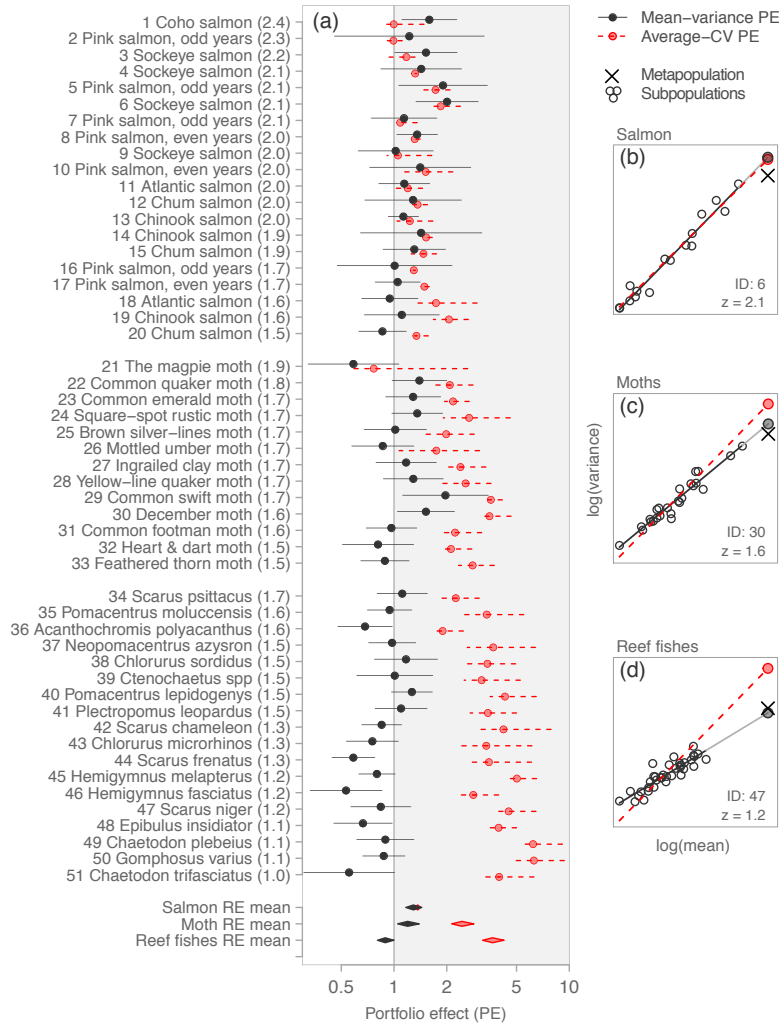 (a)
1 Coho salmon (2.4)
2 Pink salmon, odd years (2.3)
3 Sockeye salmon (2.2)
4 Sockeye salmon (2.1)
5 Pink salmon, odd years (2.1)
6 Sockeye salmon (2.1)
7 Pink salmon, odd years (2.1)
8 Pink salmon, even years (2.0)
9 Sockeye salmon (2.0)
10 Pink salmon, even years (2.0)
11 Atlantic salmon (2.0)
12 Chum salmon (2.0)
13 Chinook salmon (2.0)
14 Chinook salmon (1.9)
15 Chum salmon (1.9)
16 Pink salmon, odd years (1.7)
17 Pink salmon, even years (1.7)
18 Atlantic salmon (1.6)
19 Chinook salmon (1.6)
20 Chum salmon (1.5)
21 The magpie moth (1.9)
22 Common quaker moth (1.8)
23 Common emerald moth (1.7)
24 Square−spot rustic moth (1.7)
25 Brown silver−lines moth (1.7)
26 Mottled umber moth (1.7)
27 Ingrailed clay moth (1.7)
28 Yellow−line quaker moth (1.7)
29 Common swift moth (1.7)
30 December moth (1.6)
31 Common footman moth (1.6)
32 Heart & dart moth (1.5)
33 Feathered thorn moth (1.5)
34 Scarus psittacus (1.7)
35 Pomacentrus moluccensis (1.6)
36 Acanthochromis polyacanthus (1.6)
37 Neopomacentrus azysron (1.5)
38 Chlorurus sordidus (1.5)
39 Ctenochaetus spp (1.5)
40 Pomacentrus lepidogenys (1.5)
41 Plectropomus leopardus (1.5)
42 Scarus chameleon (1.3)
43 Chlorurus microrhinos (1.3)
44 Scarus frenatus (1.3)
45 Hemigymnus melapterus (1.2)
46 Hemigymnus fasciatus (1.2)
47 Scarus niger (1.2)
48 Epibulus insidiator (1.1)
49 Chaetodon plebeius (1.1)
50 Gomphosus varius (1.1)
51 Chaetodon trifasciatus (1.0)
Salmon RE mean
Moth RE mean
Reef fishes RE mean
0.5 1 2 5 10
Portfolio effect (PE)
Mean−variance PE
Average−CV PE
Metapopulation
Subpopulations
Salmon
(b)
ID: 6
z = 2.1
Moths
(c)
ID: 30
z = 1.6
Reef fishes
(d)
ID: 47
z = 1.2
log(variance)
log(mean)